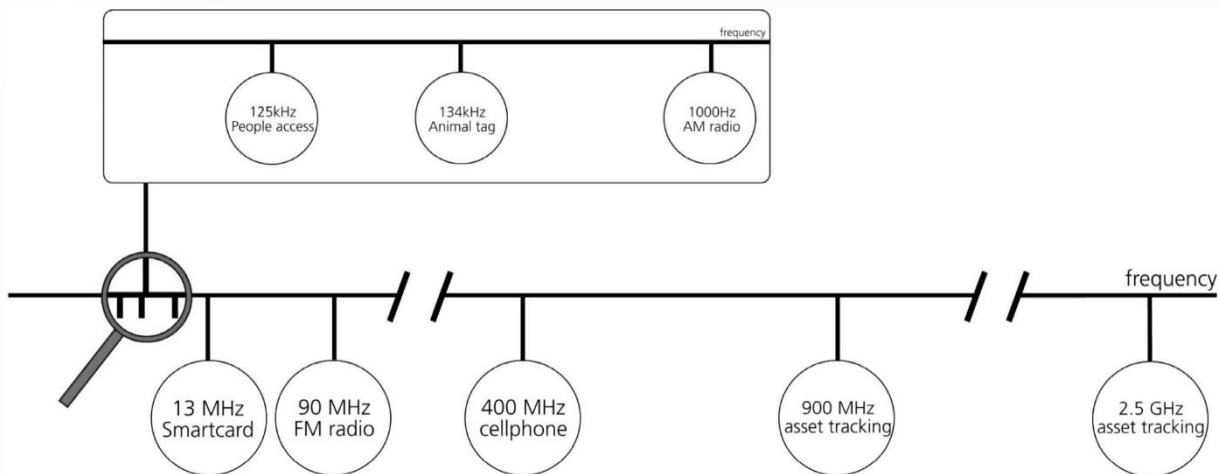 frequency
125kHz
People access
134kHz
Animal tag
1000Hz
AM radio
frequency
13 MHz
Smartcard
90 MHz
FM radio
400 MHz
cellphone
900 MHz
asset tracking
2.5 GHz
asset tracking